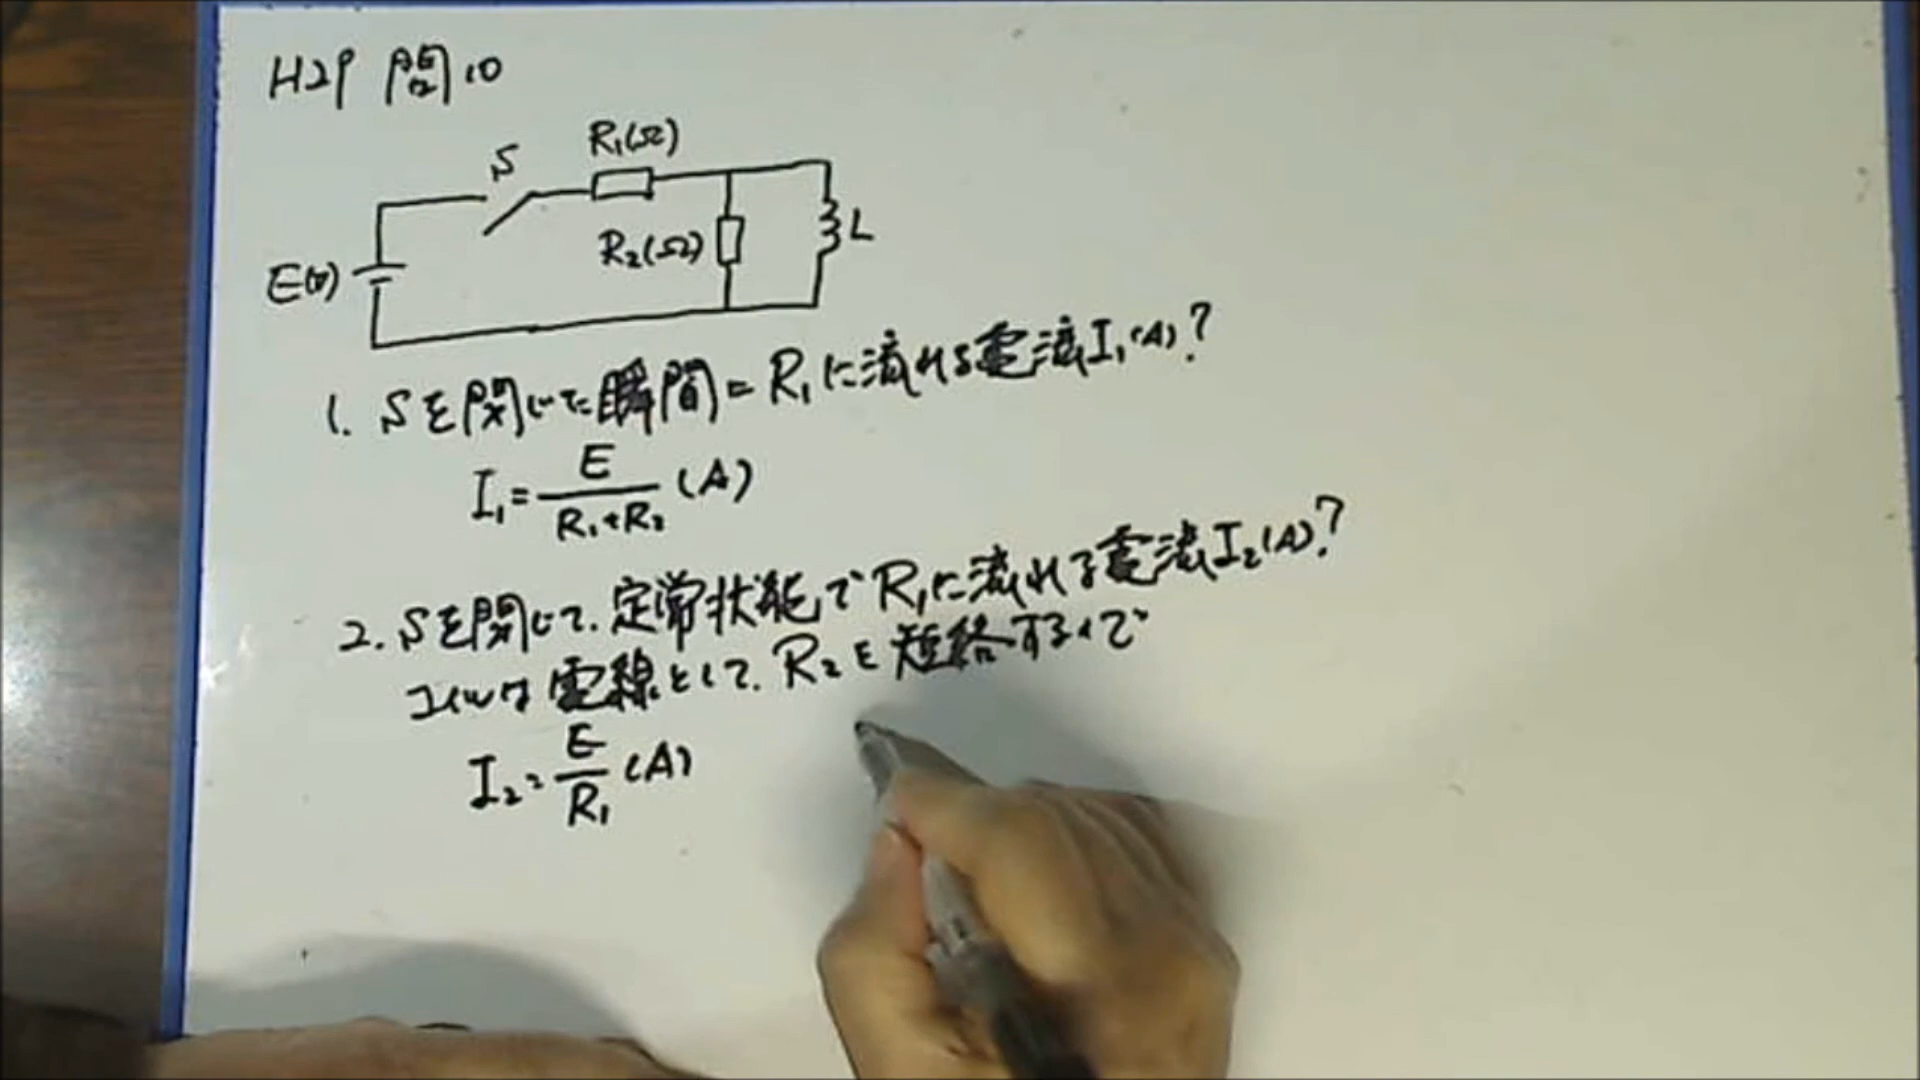 H29 問10
S
R₁(Ω)
R₂(Ω)
L
E(V)
1. Sを閉じた瞬間にR₁に流れる電流I₁(A)?
I₁=E/(R₁+R₂) (A)
2. Sを閉じて、定常状態でR₁に流れる電流I₂(A)?
コイルは電線として、R₂を短絡するので
I₂=E/R₁ (A)